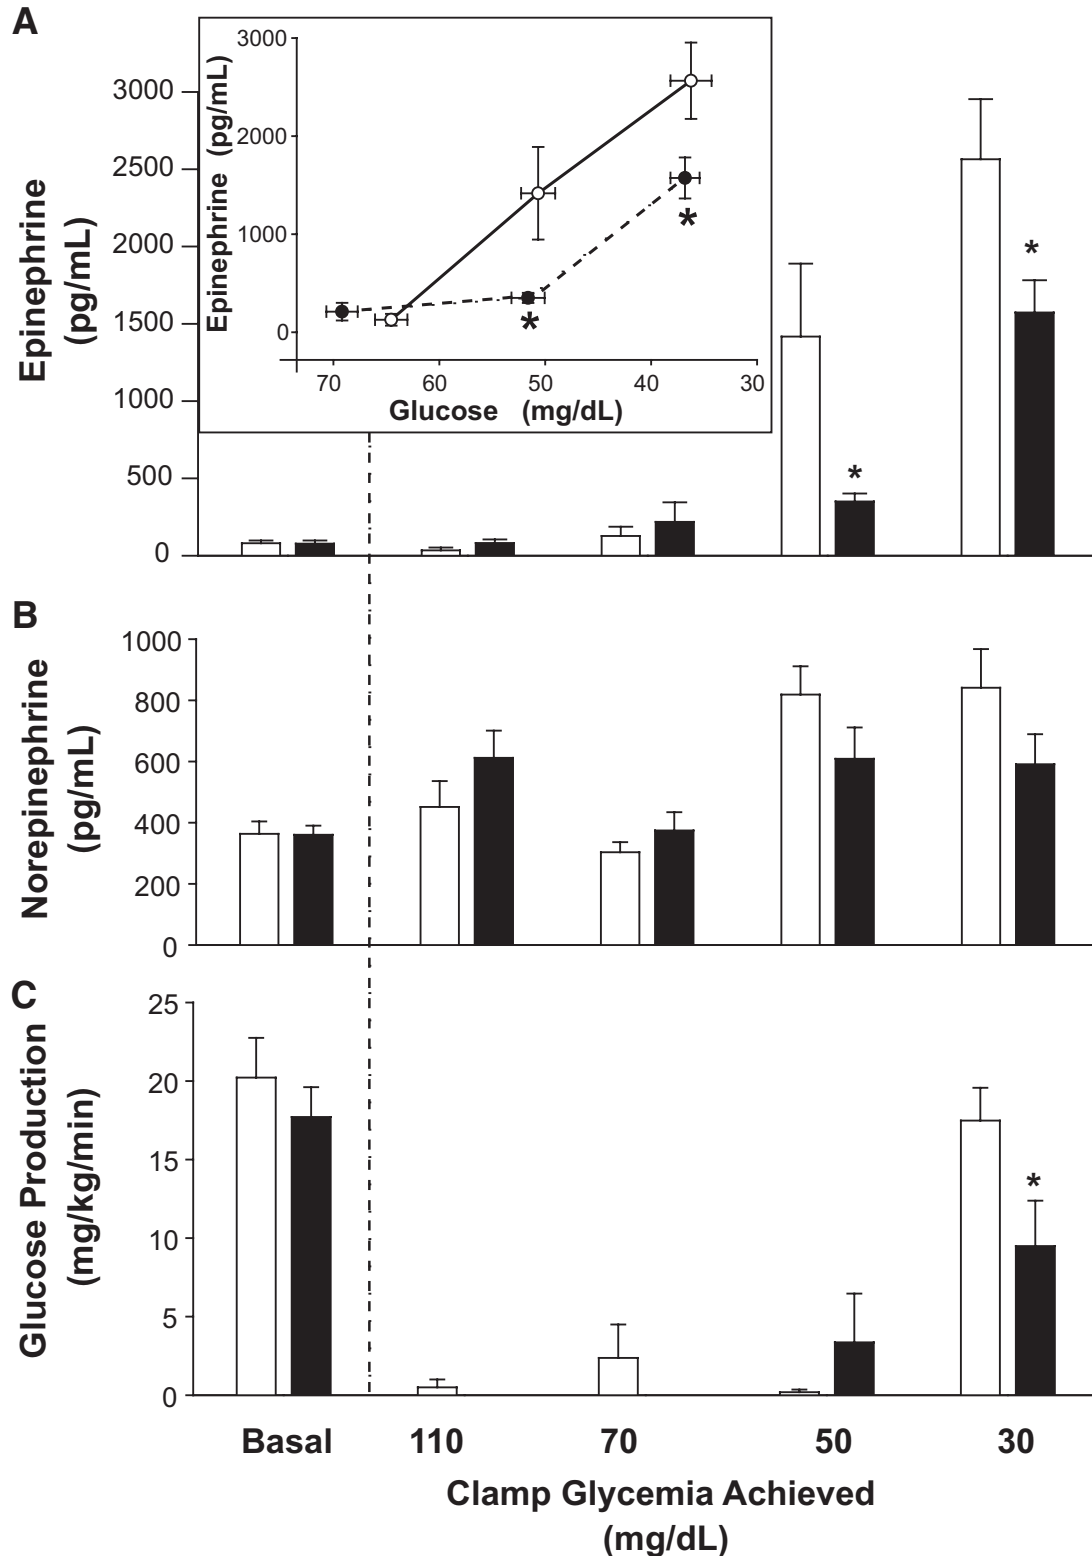 A
Epinephrine
(pg/mL)
3000
2500
2000
1500
1000
500
0
Epinephrine (pg/mL)
3000
2000
1000
0
*
*
70 60 50 40 30
Glucose (mg/dL)
*
*
B
Norepinephrine
(pg/mL)
1000
800
600
400
200
0
C
Glucose Production
(mg/kg/min)
25
20
15
10
5
0
*
Basal 110 70 50 30
Clamp Glycemia Achieved
(mg/dL)